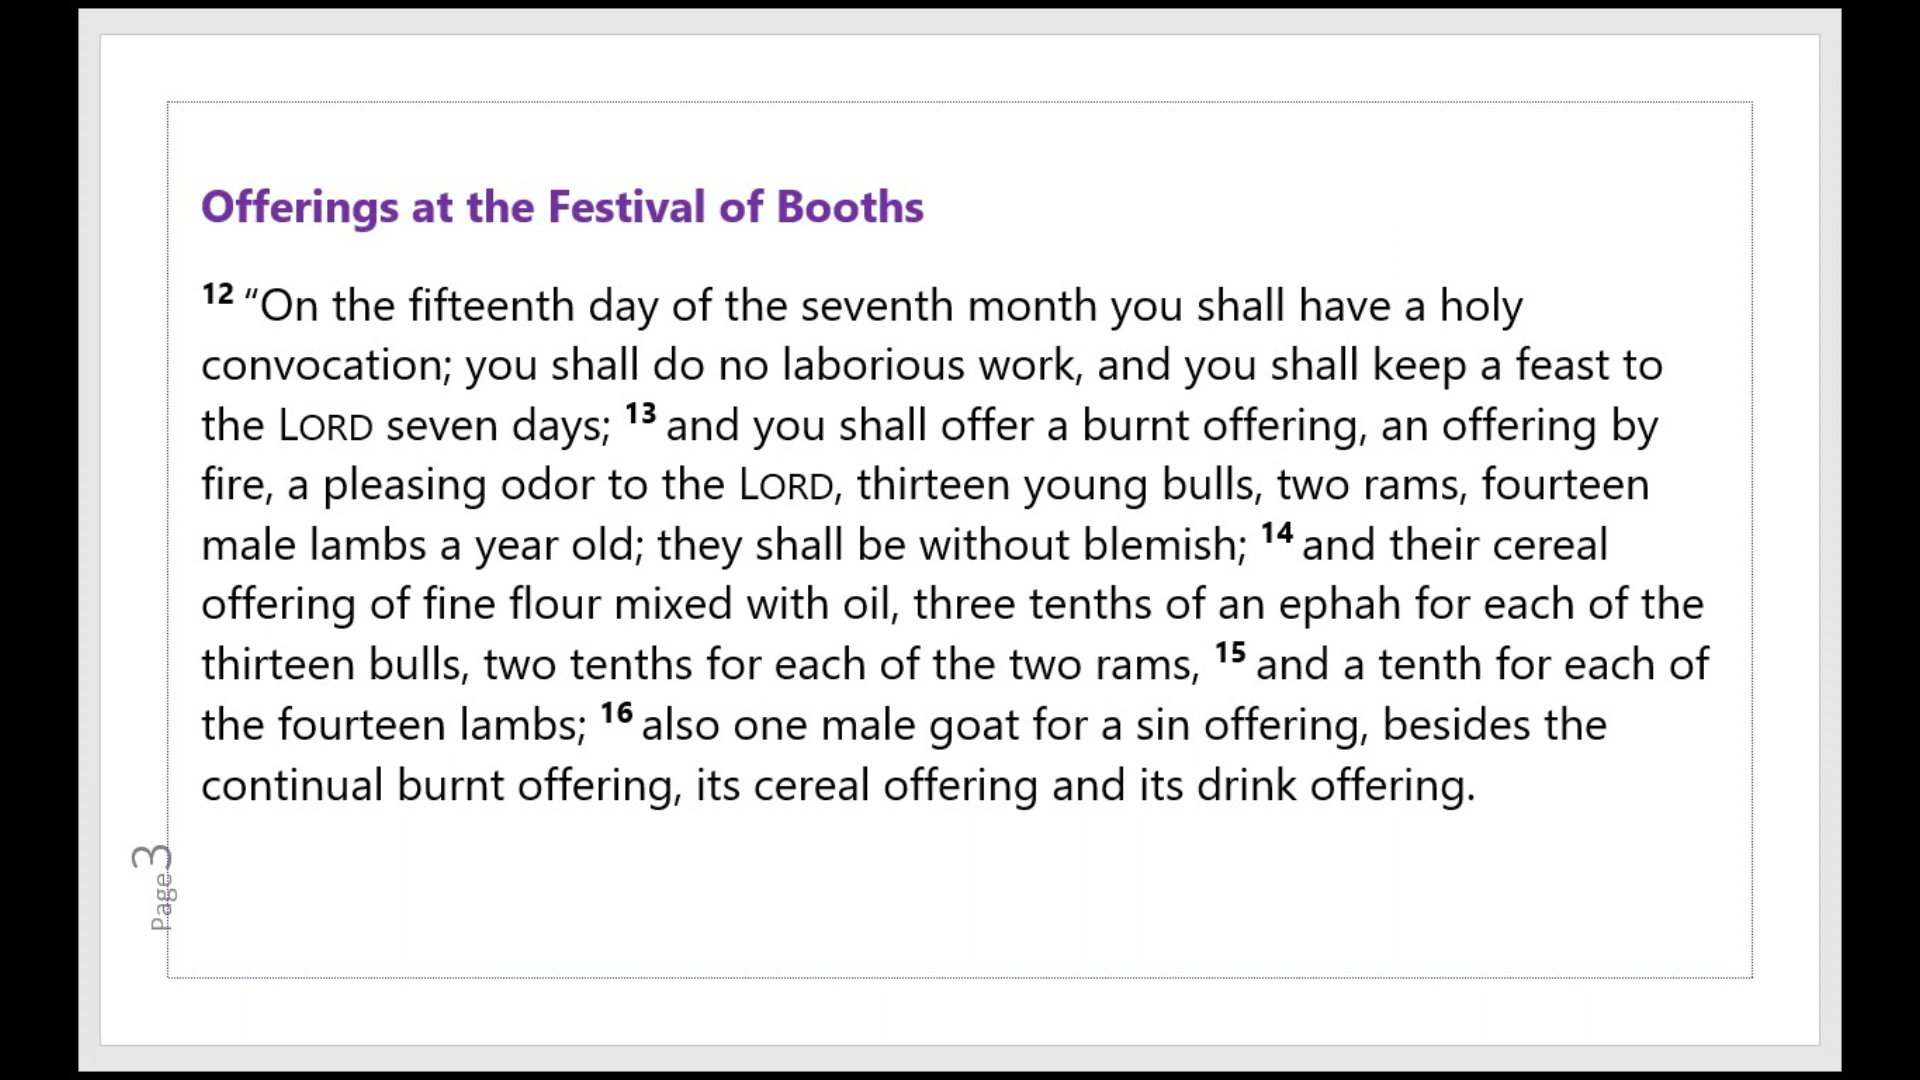 Offerings at the Festival of Booths
12 “On the fifteenth day of the seventh month you shall have a holy
convocation; you shall do no laborious work, and you shall keep a feast to
the LORD seven days; 13 and you shall offer a burnt offering, an offering by
fire, a pleasing odor to the LORD, thirteen young bulls, two rams, fourteen
male lambs a year old; they shall be without blemish; 14 and their cereal
offering of fine flour mixed with oil, three tenths of an ephah for each of the
thirteen bulls, two tenths for each of the two rams, 15 and a tenth for each of
the fourteen lambs; 16 also one male goat for a sin offering, besides the
continual burnt offering, its cereal offering and its drink offering.
Page 3